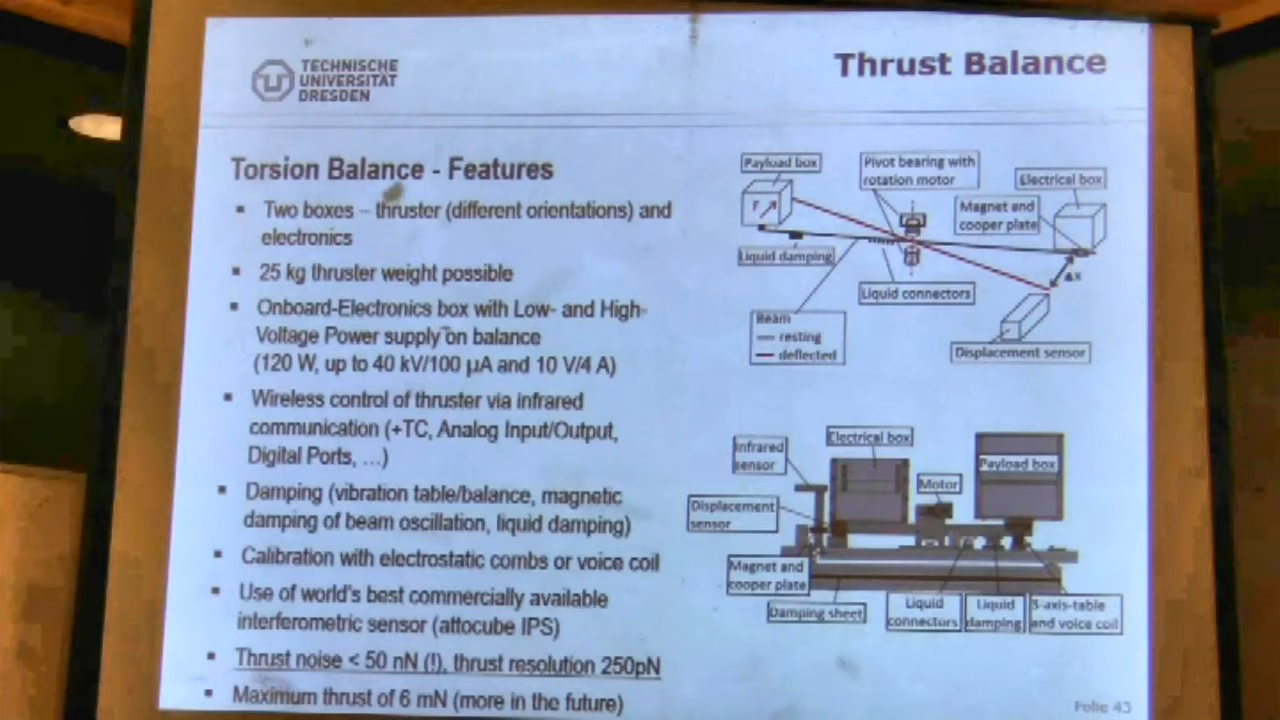 TECHNISCHE
UNIVERSITÄT
DRESDEN
Thrust Balance
Torsion Balance - Features
Two boxes – thruster (different orientations) and
electronics
25 kg thruster weight possible
Onboard-Electronics box with Low- and High-
Voltage Power supply on balance
(120 W, up to 40 kV/100 µA and 10 V/4 A)
Wireless control of thruster via infrared
communication (+TC, Analog Input/Output,
Digital Ports, …)
Damping (vibration table/balance, magnetic
damping of beam oscillation, liquid damping)
Calibration with electrostatic combs or voice coil
Use of world's best commercially available
interferometric sensor (attocube IPS)
Thrust noise < 50 nN (!), thrust resolution 250pN
Maximum thrust of 6 mN (more in the future)
Payload box
Pivot bearing with
rotation motor
Electrical box
Magnet and
cooper plate
F
Liquid damping
Δx
Liquid connectors
Beam
resting
deflected
Displacement sensor
Infrared
sensor
Electrical box
Payload box
Motor
Displacement
sensor
Magnet and
cooper plate
Damping sheet
Liquid
connectors
Liquid
damping
3-axis-table
and voice coil
Folie 43